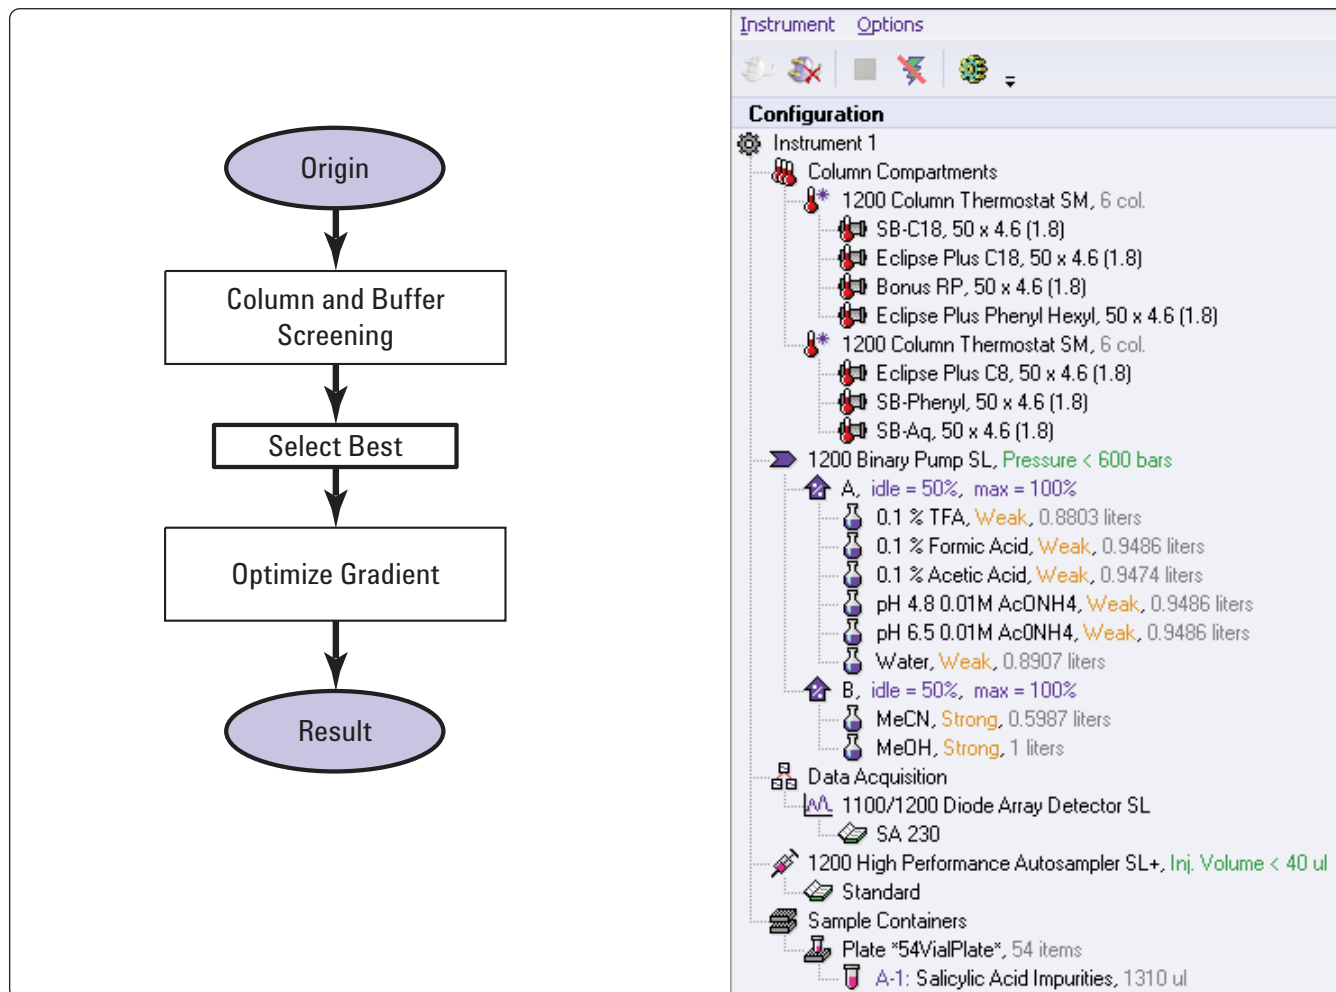 Origin
Column and Buffer
Screening
Select Best
Optimize Gradient
Result
Instrument Options
Configuration
Instrument 1
Column Compartments
1200 Column Thermostat SM, 6 col.
SB-C18, 50 x 4.6 (1.8)
Eclipse Plus C18, 50 x 4.6 (1.8)
Bonus RP, 50 x 4.6 (1.8)
Eclipse Plus Phenyl Hexyl, 50 x 4.6 (1.8)
1200 Column Thermostat SM, 6 col.
Eclipse Plus C8, 50 x 4.6 (1.8)
SB-Phenyl, 50 x 4.6 (1.8)
SB-Aq, 50 x 4.6 (1.8)
1200 Binary Pump SL, Pressure < 600 bars
A, idle = 50%, max = 100%
0.1 % TFA, Weak, 0.8803 liters
0.1 % Formic Acid, Weak, 0.9486 liters
0.1 % Acetic Acid, Weak, 0.9474 liters
pH 4.8 0.01M AcONH4, Weak, 0.9486 liters
pH 6.5 0.01M AcONH4, Weak, 0.9486 liters
Water, Weak, 0.8907 liters
B, idle = 50%, max = 100%
MeCN, Strong, 0.5987 liters
MeOH, Strong, 1 liters
Data Acquisition
1100/1200 Diode Array Detector SL
SA 230
1200 High Performance Autosampler SL+, Inj. Volume < 40 ul
Standard
Sample Containers
Plate *54VialPlate*, 54 items
A-1: Salicylic Acid Impurities, 1310 ul